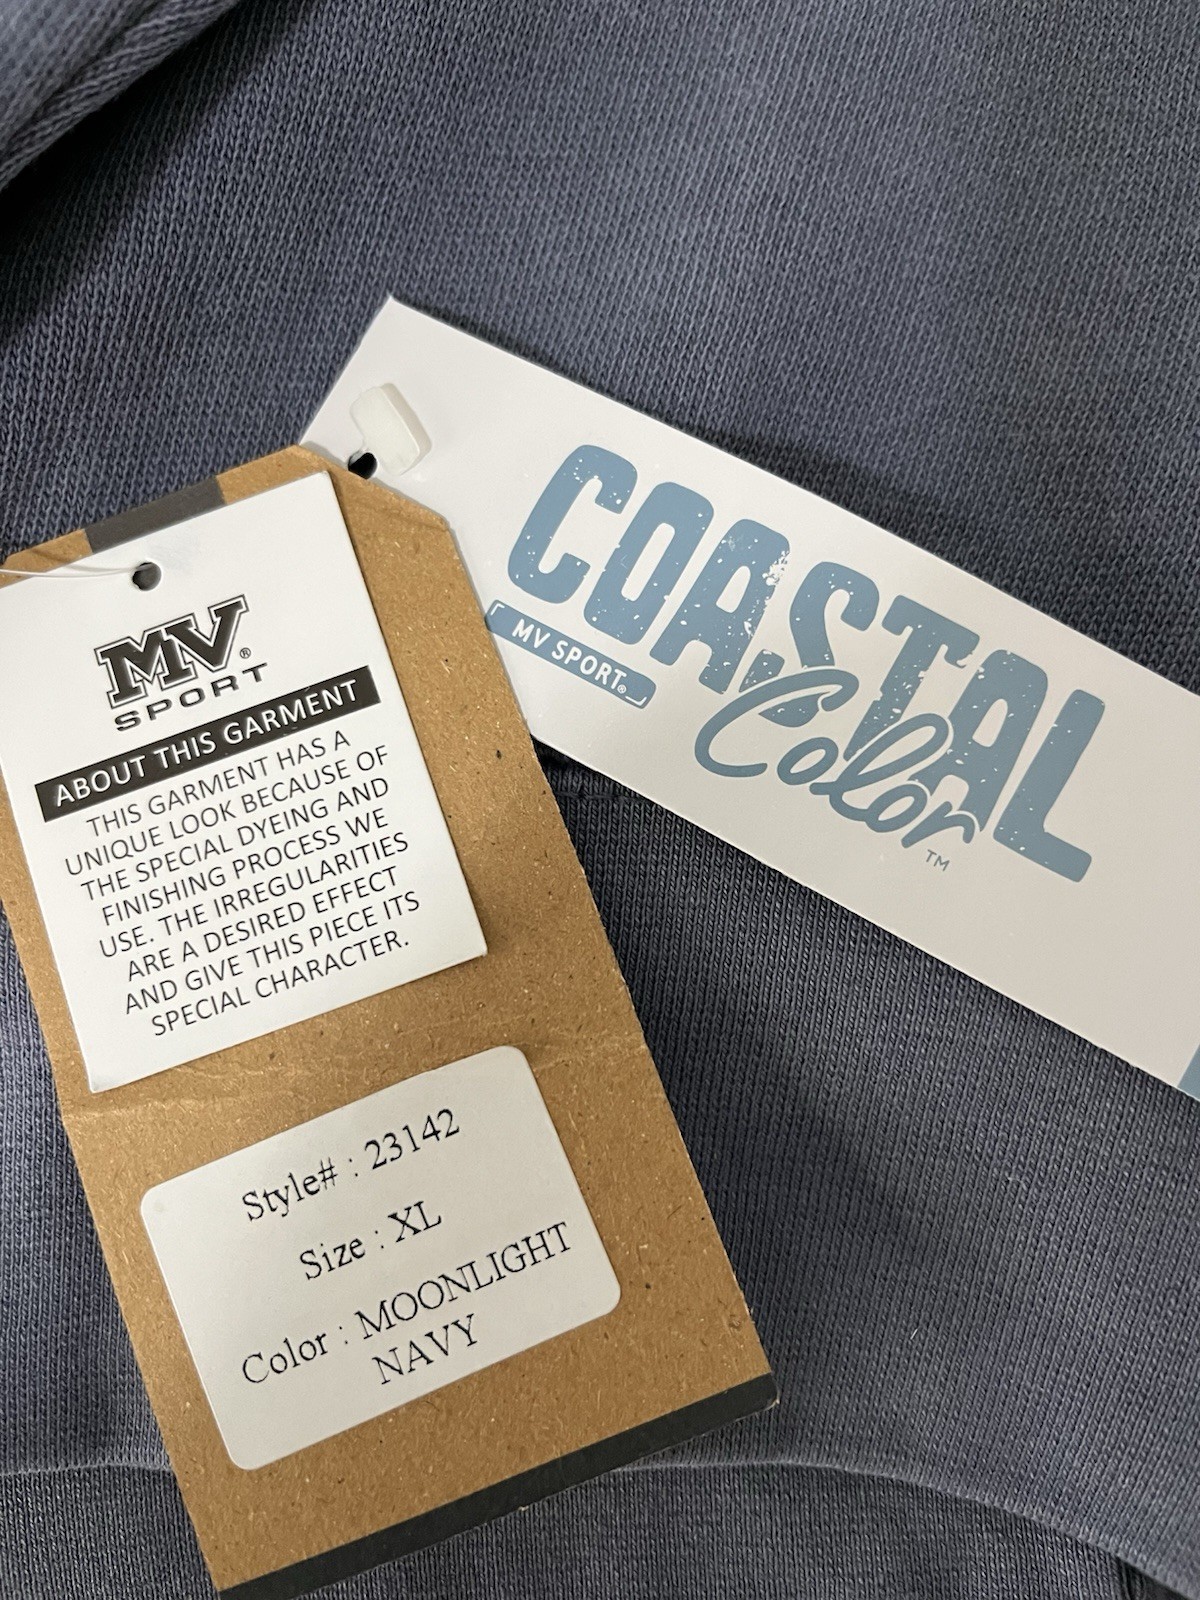 COASTAL
Color™
MV SPORT®
MV®
SPORT
ABOUT THIS GARMENT
THIS GARMENT HAS A
UNIQUE LOOK BECAUSE OF
THE SPECIAL DYEING AND
FINISHING PROCESS WE
USE. THE IRREGULARITIES
ARE A DESIRED EFFECT
AND GIVE THIS PIECE ITS
SPECIAL CHARACTER.
Style# : 23142
Size : XL
Color : MOONLIGHT
NAVY